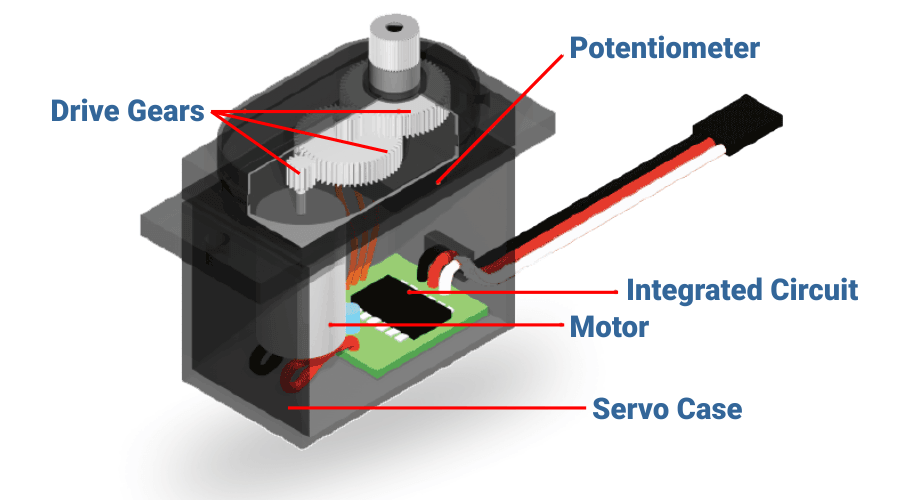 Potentiometer
Drive Gears
Integrated Circuit
Motor
Servo Case